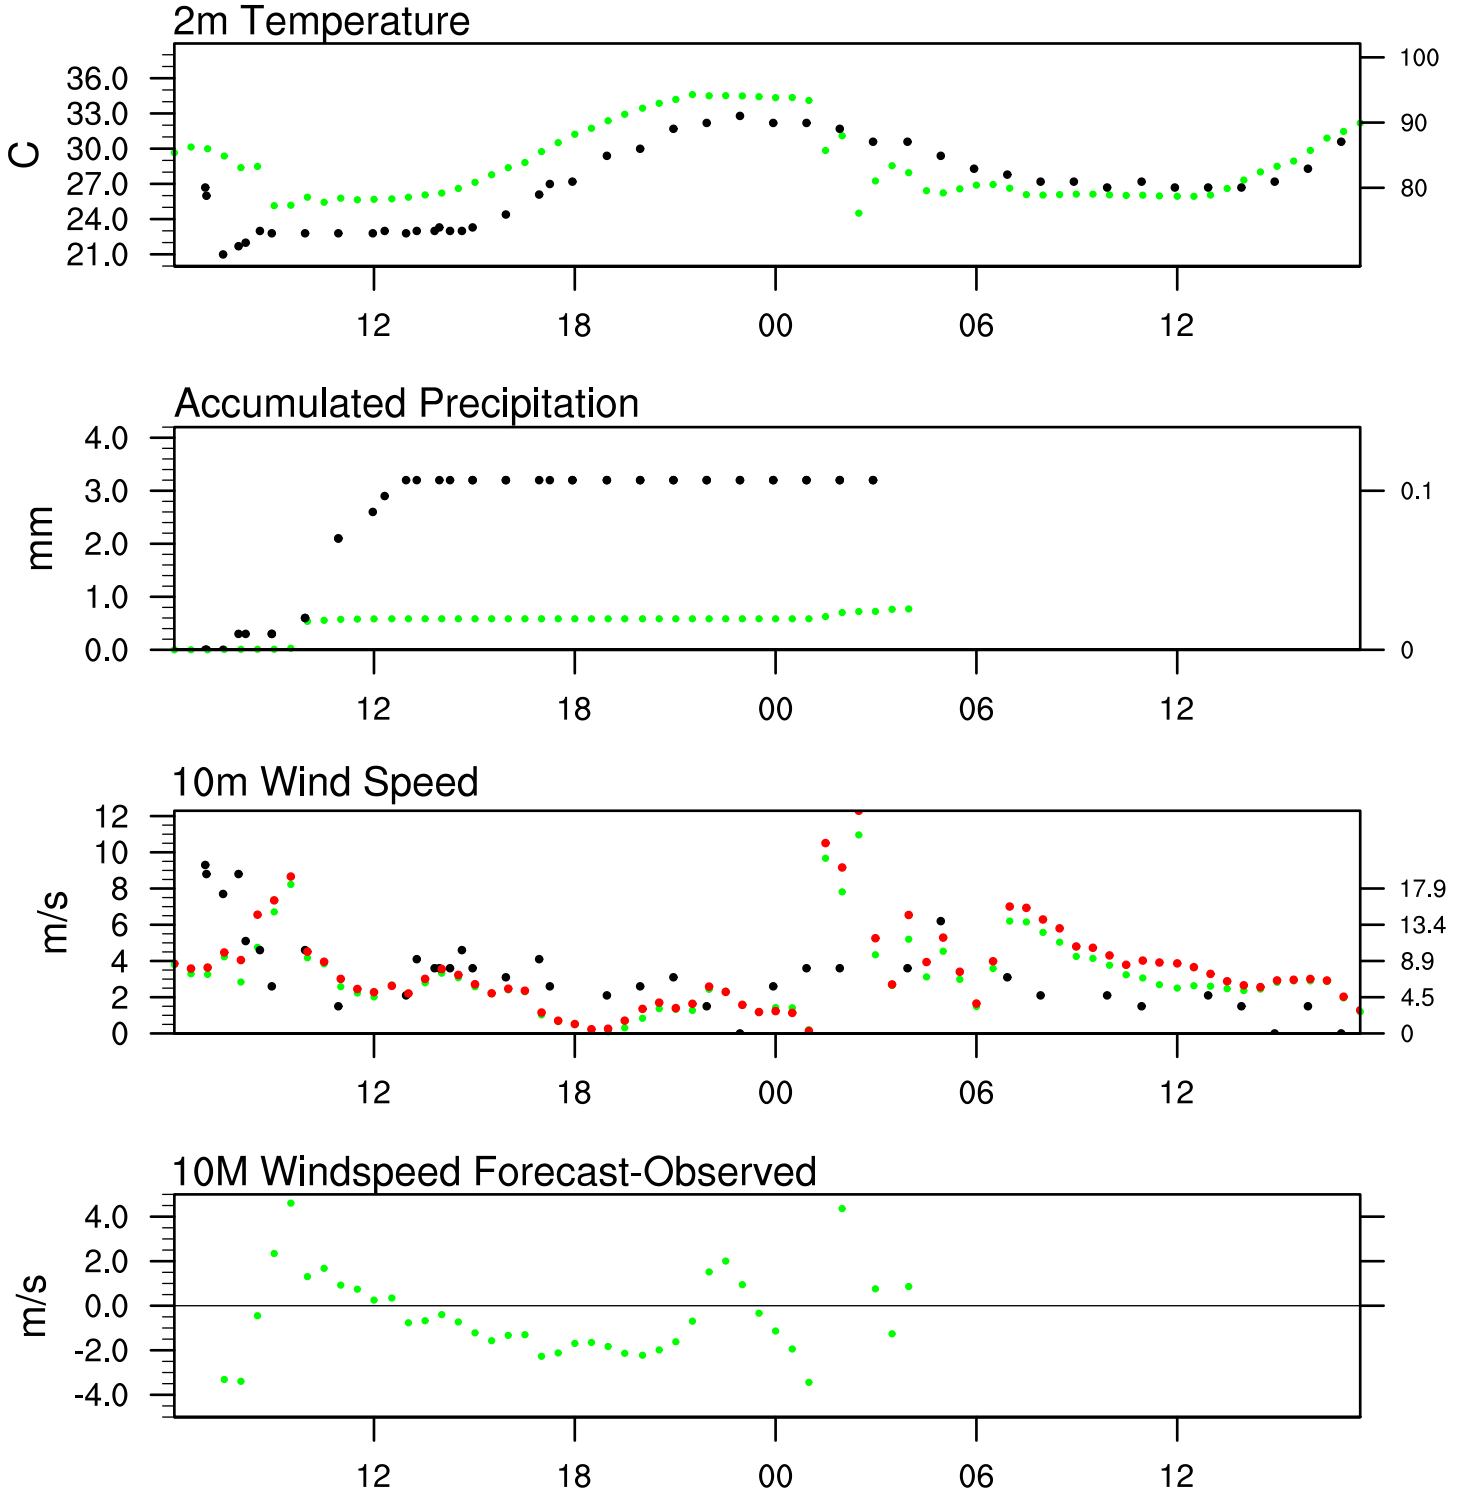 2m Temperature
C
36.0
33.0
30.0
27.0
24.0
21.0
100
90
80
12 18 00 06 12
Accumulated Precipitation
mm
4.0
3.0
2.0
1.0
0.0
0.1
0
12 18 00 06 12
10m Wind Speed
m/s
12
10
8
6
4
2
0
17.9
13.4
8.9
4.5
0
12 18 00 06 12
10M Windspeed Forecast-Observed
m/s
4.0
2.0
0.0
-2.0
-4.0
12 18 00 06 12